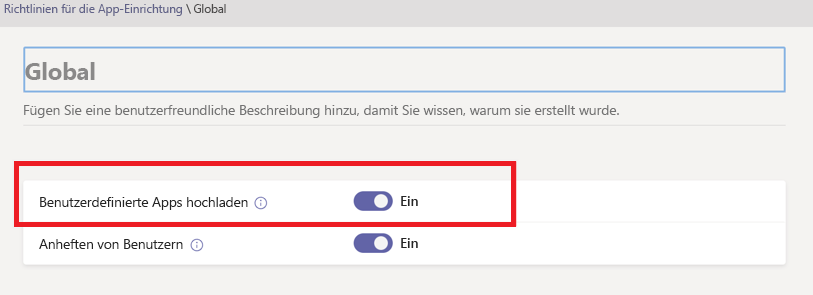 Richtlinien für die App-Einrichtung \ Global
Global
Fügen Sie eine benutzerfreundliche Beschreibung hinzu, damit Sie wissen, warum sie erstellt wurde.
Benutzerdefinierte Apps hochladen Ein
Anheften von Benutzern Ein